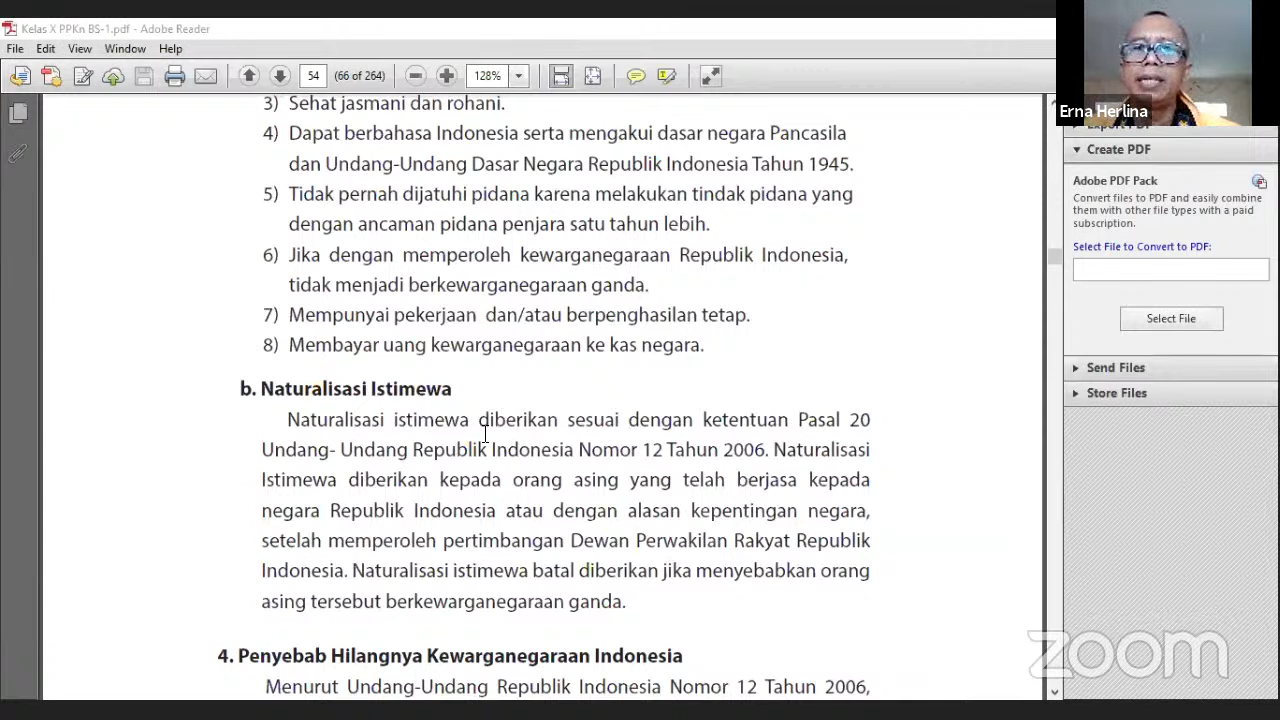 Kelas X PPKn BS-1.pdf - Adobe Reader
File Edit View Window Help
54 (66 of 264) 128%
3) Sehat jasmani dan rohani.
4) Dapat berbahasa Indonesia serta mengakui dasar negara Pancasila
dan Undang-Undang Dasar Negara Republik Indonesia Tahun 1945.
5) Tidak pernah dijatuhi pidana karena melakukan tindak pidana yang
dengan ancaman pidana penjara satu tahun lebih.
6) Jika dengan memperoleh kewarganegaraan Republik Indonesia,
tidak menjadi berkewarganegaraan ganda.
7) Mempunyai pekerjaan dan/atau berpenghasilan tetap.
8) Membayar uang kewarganegaraan ke kas negara.
b. Naturalisasi Istimewa
Naturalisasi istimewa diberikan sesuai dengan ketentuan Pasal 20
Undang- Undang Republik Indonesia Nomor 12 Tahun 2006. Naturalisasi
Istimewa diberikan kepada orang asing yang telah berjasa kepada
negara Republik Indonesia atau dengan alasan kepentingan negara,
setelah memperoleh pertimbangan Dewan Perwakilan Rakyat Republik
Indonesia. Naturalisasi istimewa batal diberikan jika menyebabkan orang
asing tersebut berkewarganegaraan ganda.
4. Penyebab Hilangnya Kewarganegaraan Indonesia
Menurut Undang-Undang Republik Indonesia Nomor 12 Tahun 2006,
Erna Herlina
Export PDF
Create PDF
Adobe PDF Pack
Convert files to PDF and easily combine
them with other file types with a paid
subscription.
Select File to Convert to PDF:
Select File
Send Files
Store Files
zoom